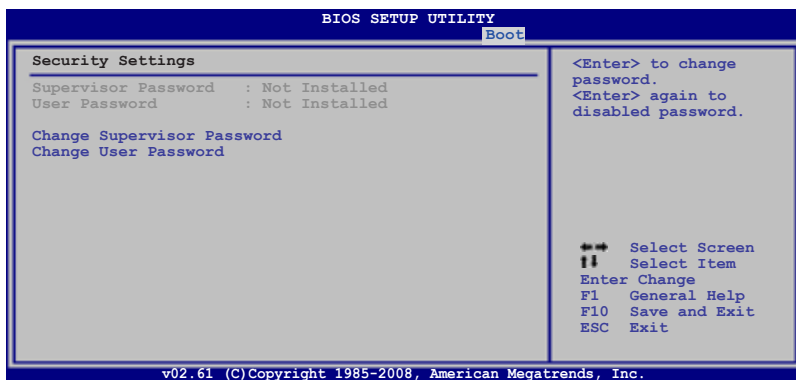 BIOS SETUP UTILITY
Boot
Security Settings
Supervisor Password : Not Installed
User Password : Not Installed
Change Supervisor Password
Change User Password
<Enter> to change
password.
<Enter> again to
disabled password.
Select Screen
Select Item
Enter Change
F1 General Help
F10 Save and Exit
ESC Exit
v02.61 (C)Copyright 1985-2008, American Megatrends, Inc.